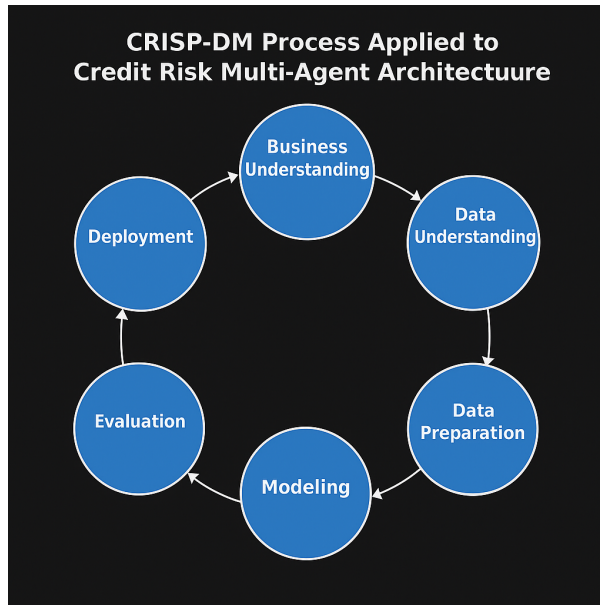 CRISP-DM Process Applied to
Credit Risk Multi-Agent Architectuure
Business
Understanding
Data
Understanding
Data
Preparation
Modeling
Evaluation
Deployment